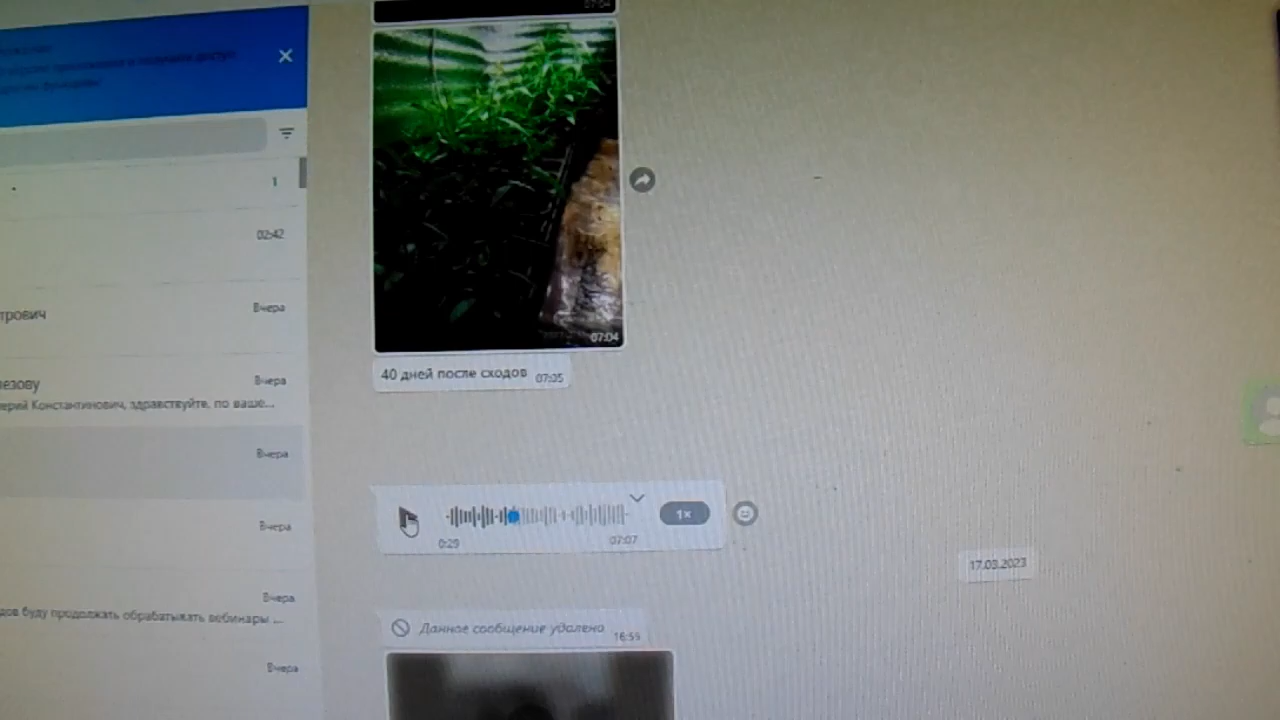 07:04
1
02:42
трович
Вчера
езову
Вчера
ерий Константинович, здравствуйте, по ваше...
Вчера
Вчера
Вчера
дов буду продолжать обрабатывать вебинары ...
Вчера
07:04
40 дней после сходов 07:05
1×
0:29 07:07
17.03.2023
Данное сообщение удалено 16:55